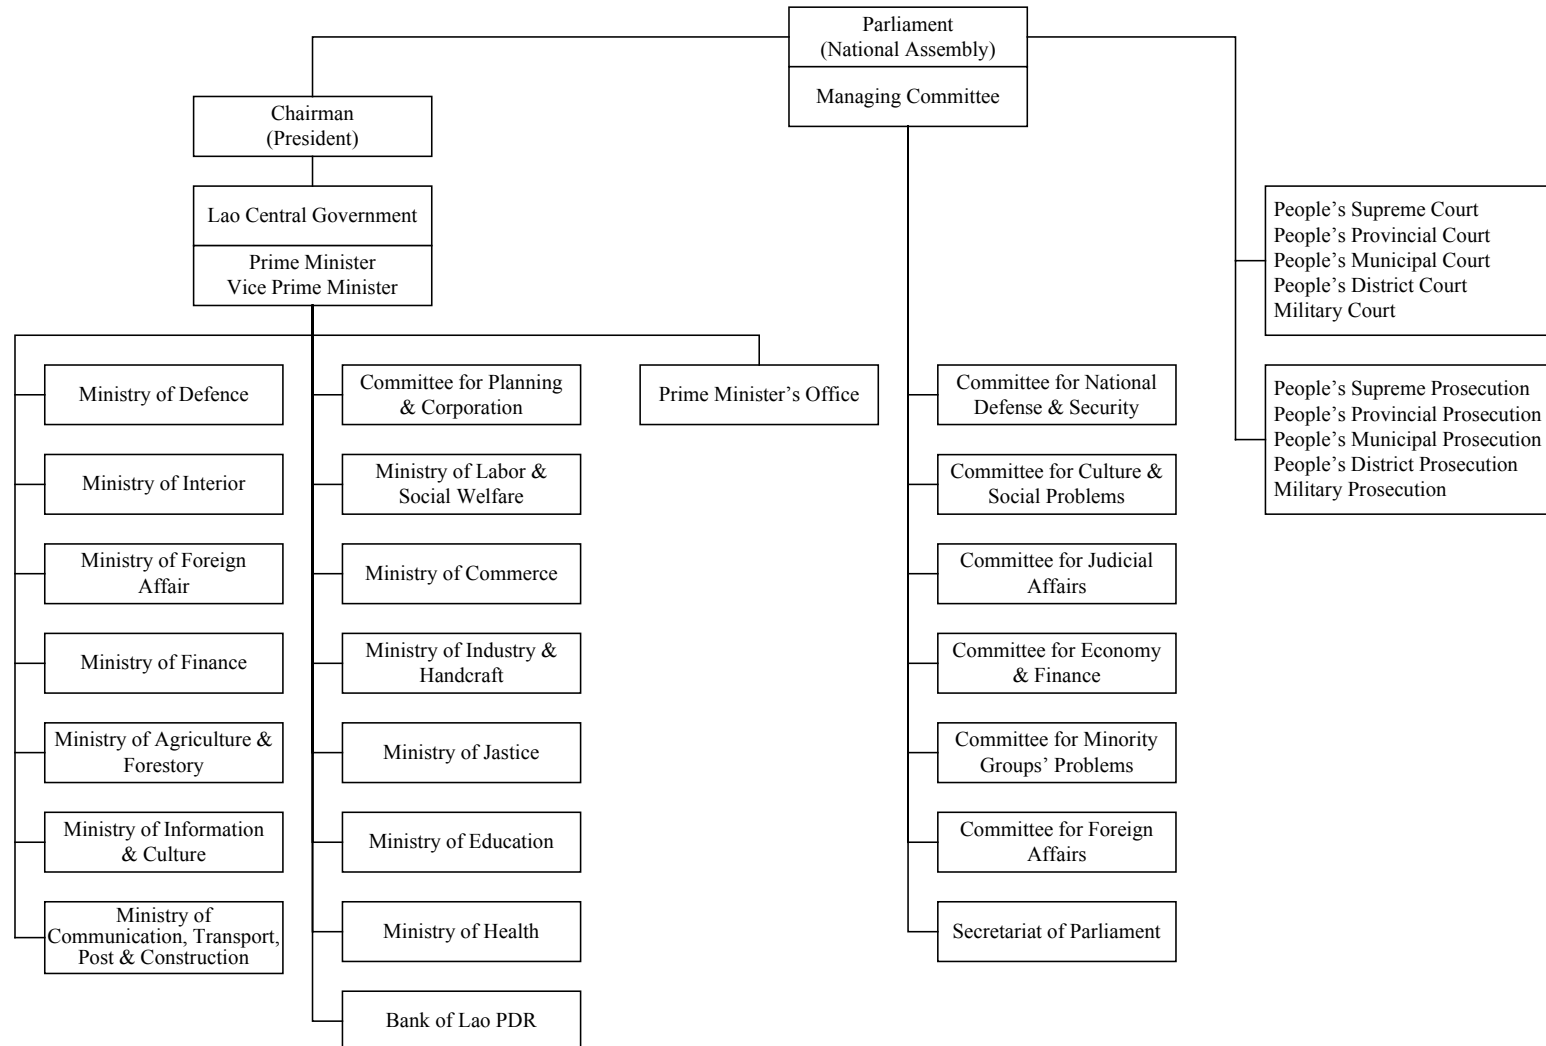 Parliament
(National Assembly)
Managing Committee
Chairman
(President)
Lao Central Government
Prime Minister
Vice Prime Minister
People's Supreme Court
People's Provincial Court
People's Municipal Court
People's District Court
Military Court
People's Supreme Prosecution
People's Provincial Prosecution
People's Municipal Prosecution
People's District Prosecution
Military Prosecution
Ministry of Defence
Ministry of Interior
Ministry of Foreign
Affair
Ministry of Finance
Ministry of Agriculture &
Forestory
Ministry of Information
& Culture
Ministry of
Communication, Transport,
Post & Construction
Committee for Planning
& Corporation
Ministry of Labor &
Social Welfare
Ministry of Commerce
Ministry of Industry &
Handcraft
Ministry of Jastice
Ministry of Education
Ministry of Health
Bank of Lao PDR
Prime Minister's Office
Committee for National
Defense & Security
Committee for Culture &
Social Problems
Committee for Judicial
Affairs
Committee for Economy
& Finance
Committee for Minority
Groups' Problems
Committee for Foreign
Affairs
Secretariat of Parliament